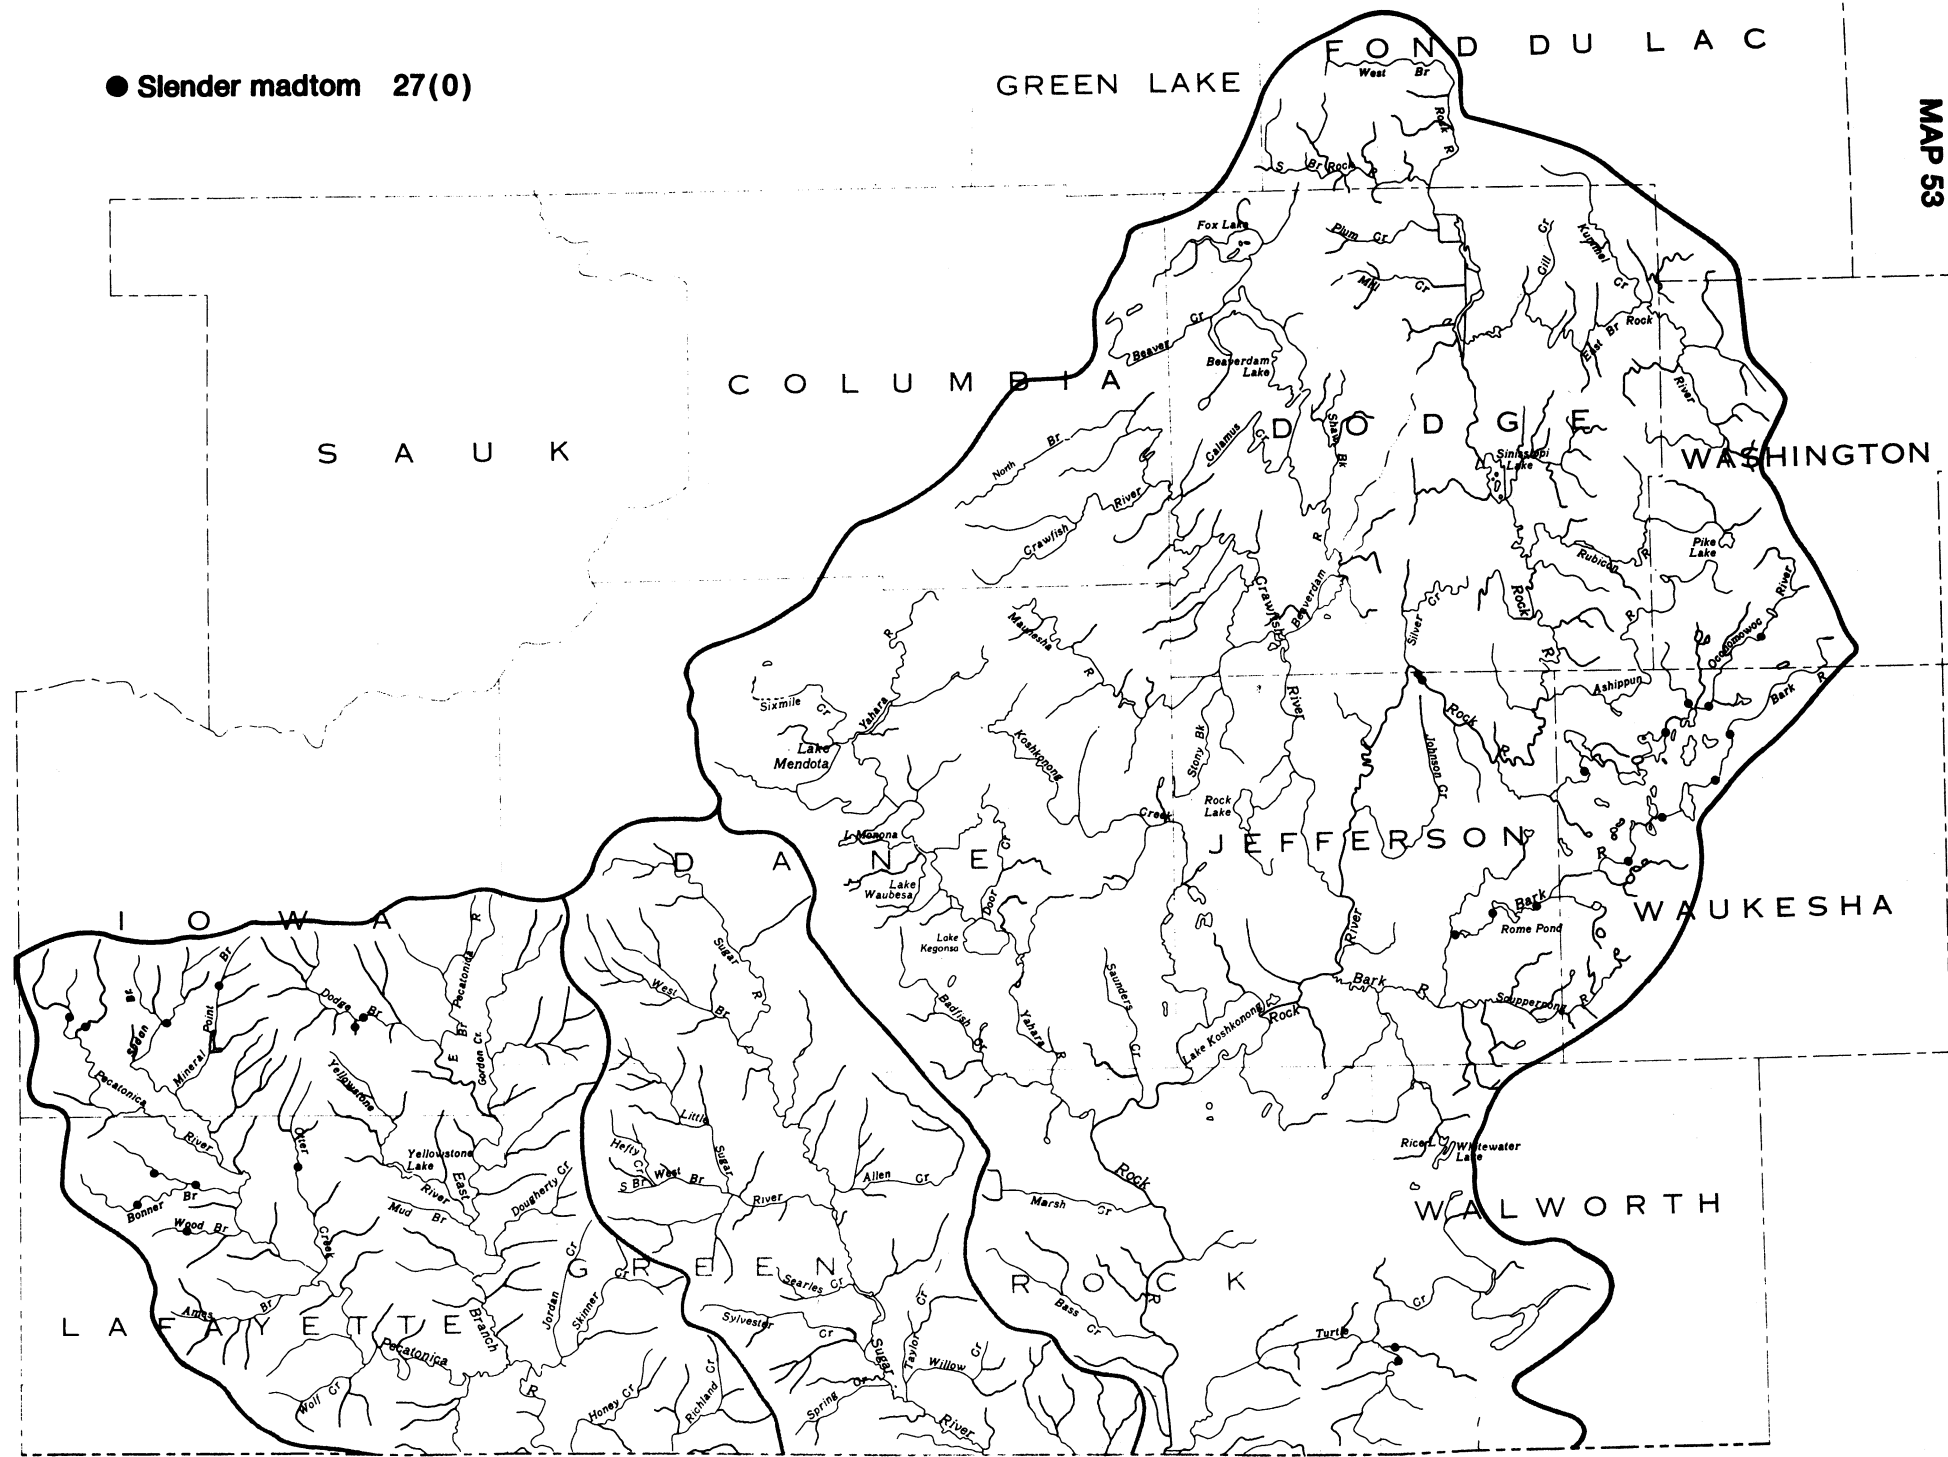 FOND DU LAC
GREEN LAKE
● Slender madtom 27(0)
MAP 53
West Br
Rock R
S Br Rock R
Fox Lake
Plum Cr
Gill Cr
Kummel Cr
Mill Cr
Beaver Cr
East Br Rock River
Beaverdam
Lake
COLUMBIA
DODGE
SAUK
WASHINGTON
North Br
Calamus Cr
Shaw Bk
Sinissippi
Lake
Crawfish River
Rubicon R
Pike
Lake
Crawfish
Beaverdam R
Silver Cr
Rock R
Oconomowoc River
Maunesha R
Ashippun R
Bark R
Sixmile Cr
Yahara R
River
Rock R
Lake
Mendota
Koshkonong Creek
Stony Bk
Johnson Cr
Rock
Lake
L Monona
JEFFERSON
DANE
Lake
Waubesa
Door Cr
Bark R
Rome Pond
WAUKESHA
IOWA
Lake
Kegonsa
River
Sugar R
West Br
Bark R
Scuppernong R
Pecatonica R
E Br
Gordon Cr.
Dodge Br
Mineral Point Br
Sudan Br
Badfish Cr
Yahara R
Saunders Cr
Lake Koshkonong
Rock
Pecatonica
River
Yellowstone
Little
Sugar
Otter
Creek
Hefty Cr
Yellowstone
Lake
River
East
Branch
Rice L
Whitewater
Lake
S Br
West Br
River
Allen Cr
Rock
Bonner Br
Wood Br
Mud Br
Dougherty Cr
Marsh Cr
WALWORTH
GREEN
ROCK
Searles Cr
Jordan Cr
Skinner Cr
Bass Cr
R
Ames Br
LAFAYETTE
Sylvester Cr
Taylor Cr
Turtle Cr
Pecatonica
R
Sugar
River
Willow Cr
Wolf Cr
Honey Cr
Richland Cr
Spring Cr